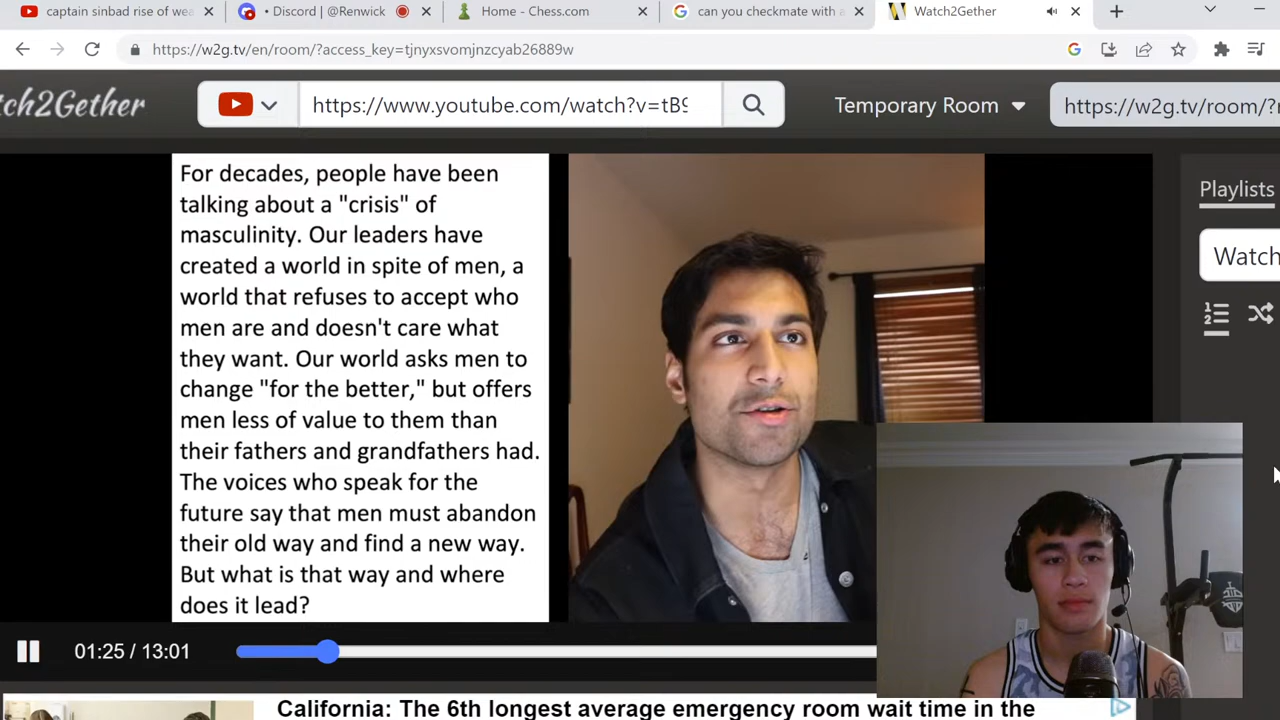 captain sinbad rise of wea
• Discord | @Renwick
Home - Chess.com
can you checkmate with a
Watch2Gether
https://w2g.tv/en/room/?access_key=tjnyxsvomjnzcyab26889w
tch2Gether
https://www.youtube.com/watch?v=tB9
Temporary Room
https://w2g.tv/room/?r
For decades, people have been
talking about a "crisis" of
masculinity. Our leaders have
created a world in spite of men, a
world that refuses to accept who
men are and doesn't care what
they want. Our world asks men to
change "for the better," but offers
men less of value to them than
their fathers and grandfathers had.
The voices who speak for the
future say that men must abandon
their old way and find a new way.
But what is that way and where
does it lead?
Playlists
Watch
01:25 / 13:01
California: The 6th longest average emergency room wait time in the